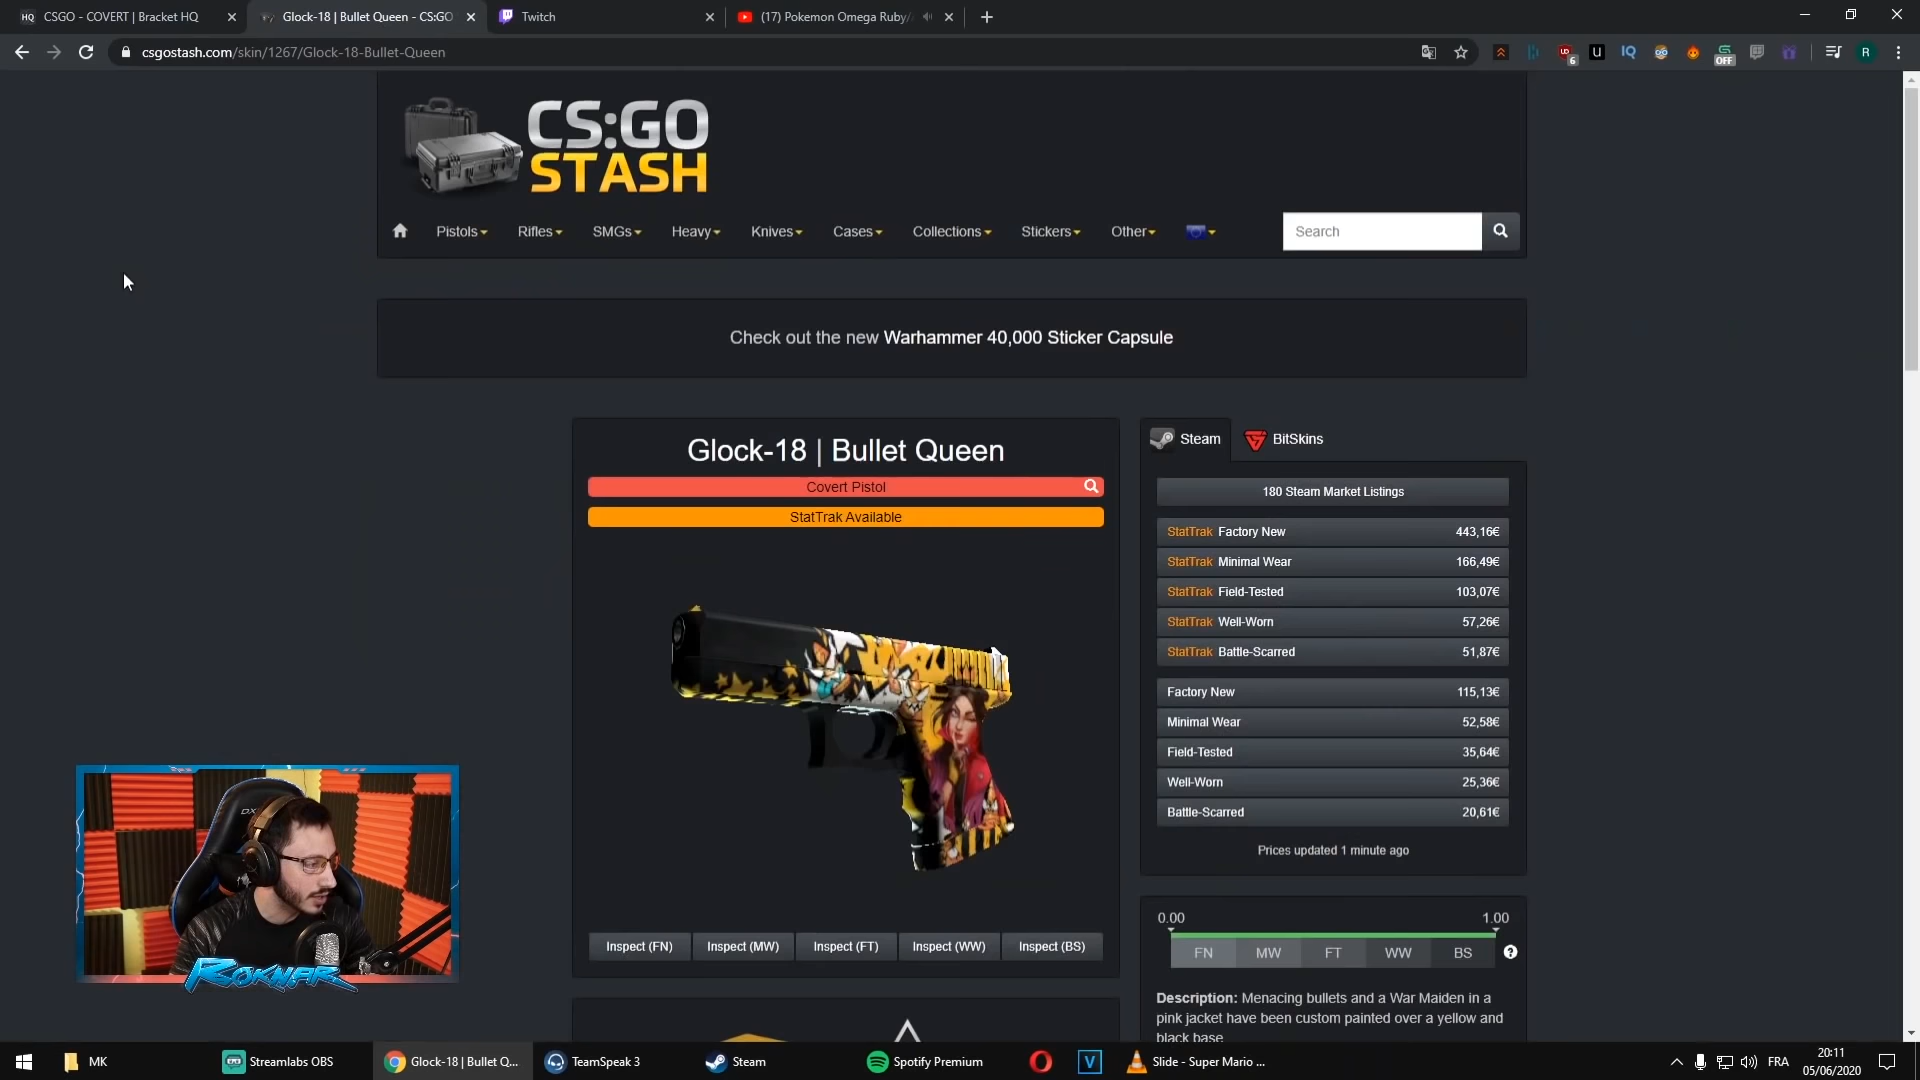 HQ CSGO - COVERT | Bracket HQ
Glock-18 | Bullet Queen - CS:GO
Twitch
(17) Pokemon Omega Ruby/
csgostash.com/skin/1267/Glock-18-Bullet-Queen
6
U
IQ
OFF
R
CS:GO
STASH
Pistols
Rifles
SMGs
Heavy
Knives
Cases
Collections
Stickers
Other
Search
Check out the new Warhammer 40,000 Sticker Capsule
Glock-18 | Bullet Queen
Covert Pistol
StatTrak Available
Inspect (FN)
Inspect (MW)
Inspect (FT)
Inspect (WW)
Inspect (BS)
Steam
BitSkins
180 Steam Market Listings
StatTrak Factory New 443,16€
StatTrak Minimal Wear 166,49€
StatTrak Field-Tested 103,07€
StatTrak Well-Worn 57,26€
StatTrak Battle-Scarred 51,87€
Factory New 115,13€
Minimal Wear 52,58€
Field-Tested 35,64€
Well-Worn 25,36€
Battle-Scarred 20,61€
Prices updated 1 minute ago
0.00 1.00
FN MW FT WW BS ?
Description: Menacing bullets and a War Maiden in a
pink jacket have been custom painted over a yellow and
black base
DX
ROKNAR
MK
Streamlabs OBS
Glock-18 | Bullet Q...
TeamSpeak 3
Steam
Spotify Premium
V
Slide - Super Mario ...
FRA
20:11
05/06/2020